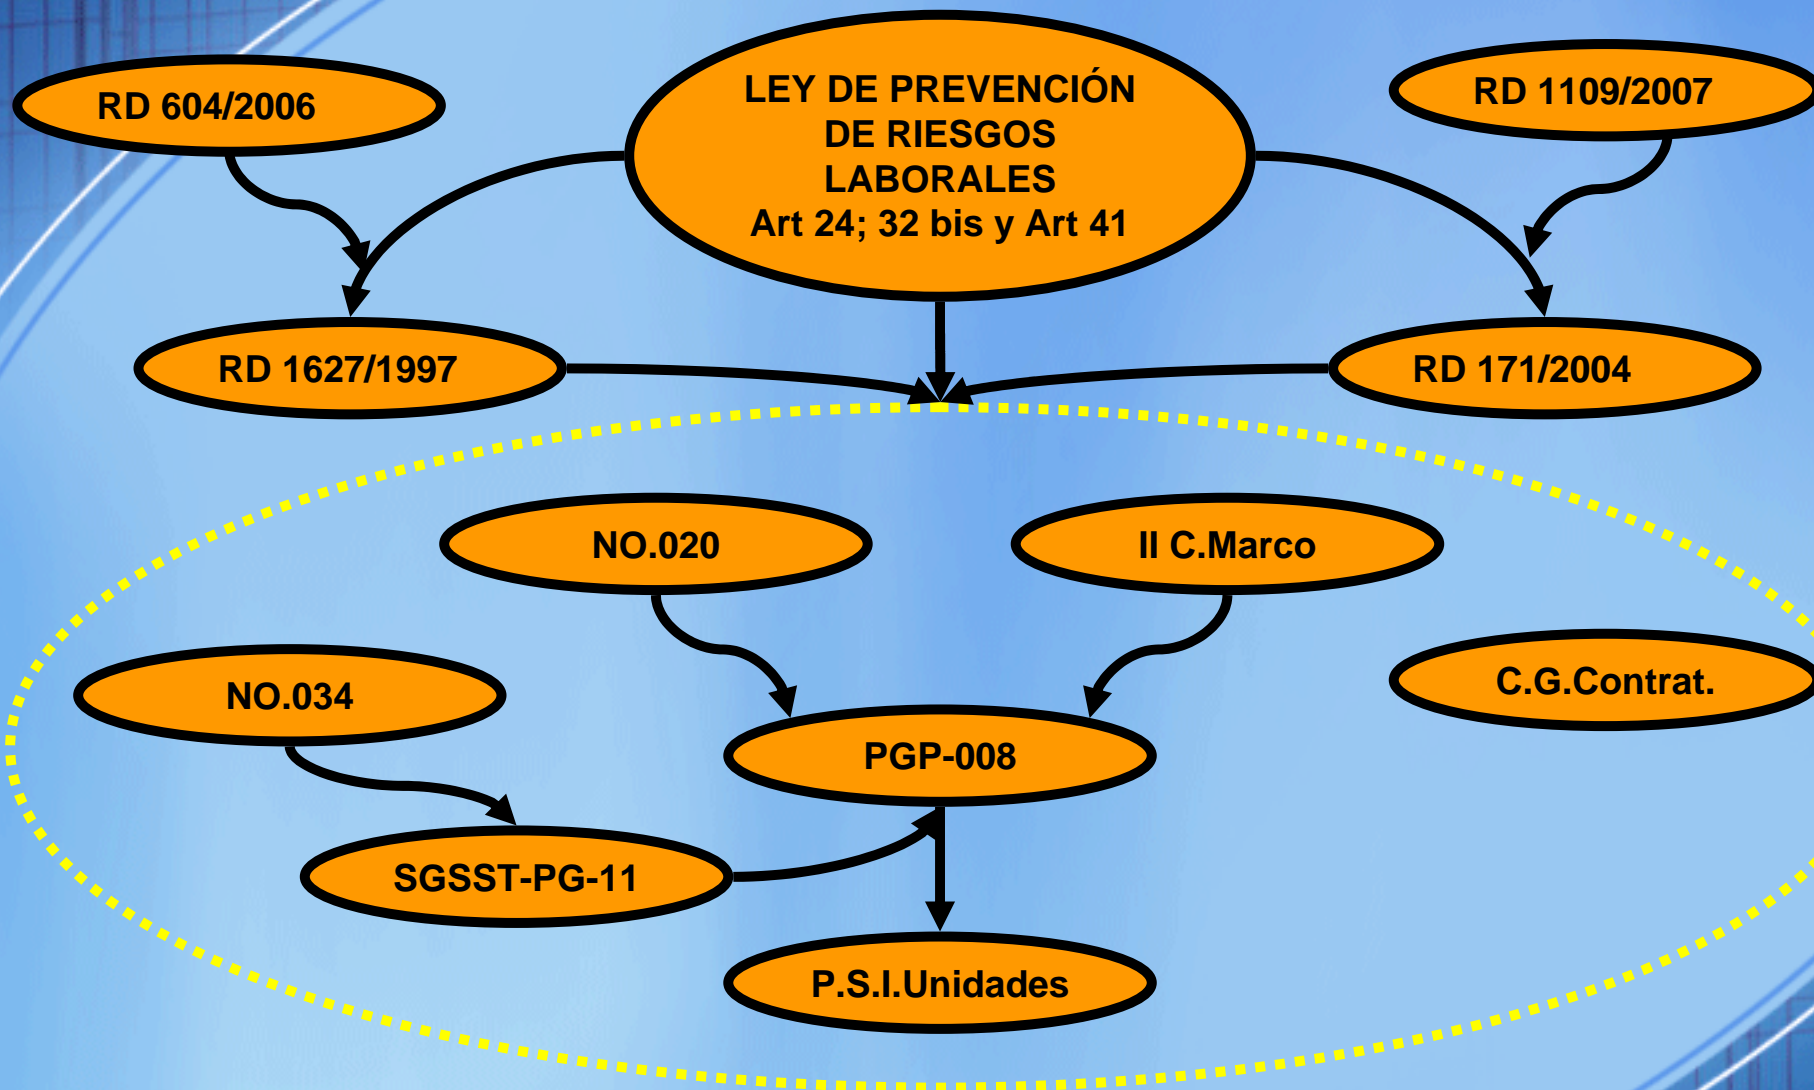 RD 604/2006
LEY DE PREVENCIÓN
DE RIESGOS
LABORALES
Art 24; 32 bis y Art 41
RD 1109/2007
RD 1627/1997
RD 171/2004
NO.020
II C.Marco
NO.034
C.G.Contrat.
PGP-008
SGSST-PG-11
P.S.I.Unidades